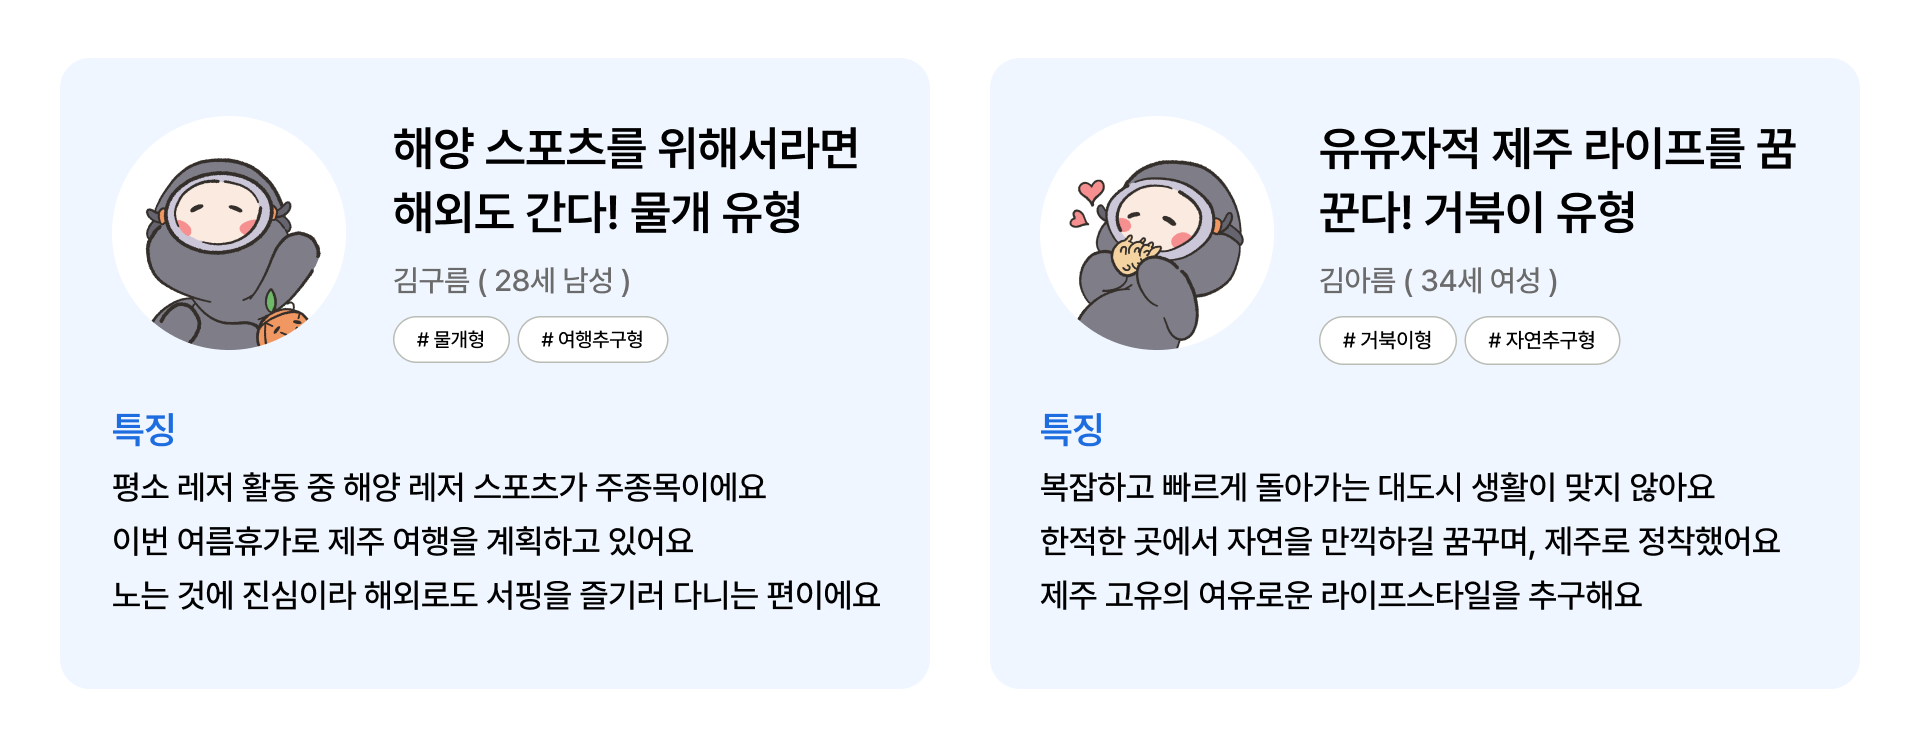 해양 스포츠를 위해서라면
해외도 간다! 물개 유형
김구름 ( 28세 남성 )
# 물개형
# 여행추구형
특징
평소 레저 활동 중 해양 레저 스포츠가 주종목이에요
이번 여름휴가로 제주 여행을 계획하고 있어요
노는 것에 진심이라 해외로도 서핑을 즐기러 다니는 편이에요
유유자적 제주 라이프를 꿈
꾼다! 거북이 유형
김아름 ( 34세 여성 )
# 거북이형
# 자연추구형
특징
복잡하고 빠르게 돌아가는 대도시 생활이 맞지 않아요
한적한 곳에서 자연을 만끽하길 꿈꾸며, 제주로 정착했어요
제주 고유의 여유로운 라이프스타일을 추구해요